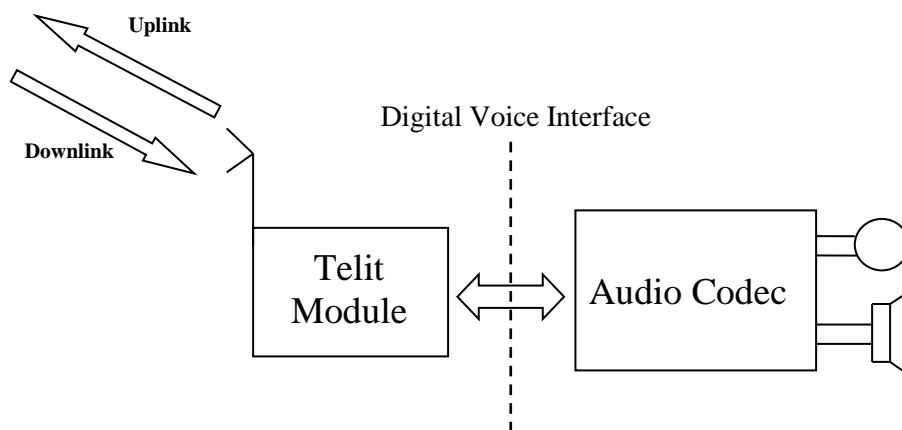 Uplink
Digital Voice Interface
Downlink
Telit
Module
Audio Codec